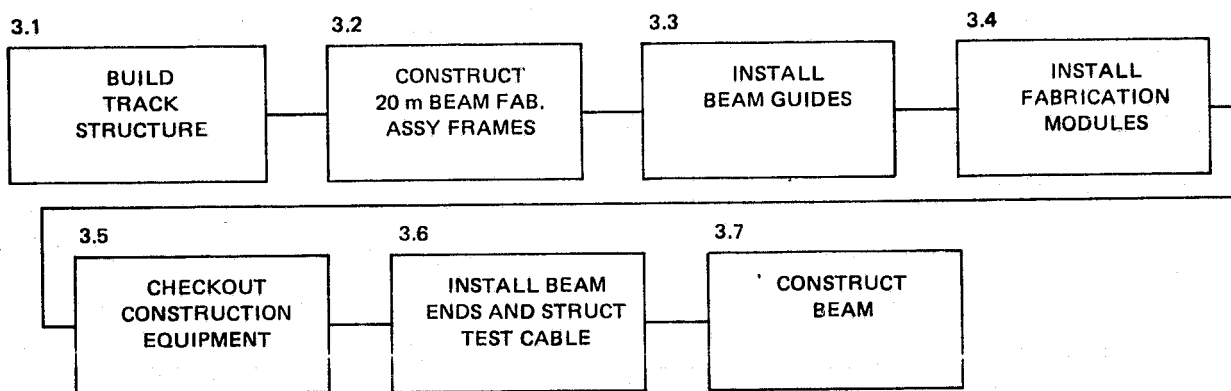 3.1
BUILD
TRACK
STRUCTURE
3.2
CONSTRUCT
20 m BEAM FAB.
ASSY FRAMES
3.3
INSTALL
BEAM GUIDES
3.4
INSTALL
FABRICATION
MODULES
3.5
CHECKOUT
CONSTRUCTION
EQUIPMENT
3.6
INSTALL BEAM
ENDS AND STRUCT
TEST CABLE
3.7
CONSTRUCT
BEAM